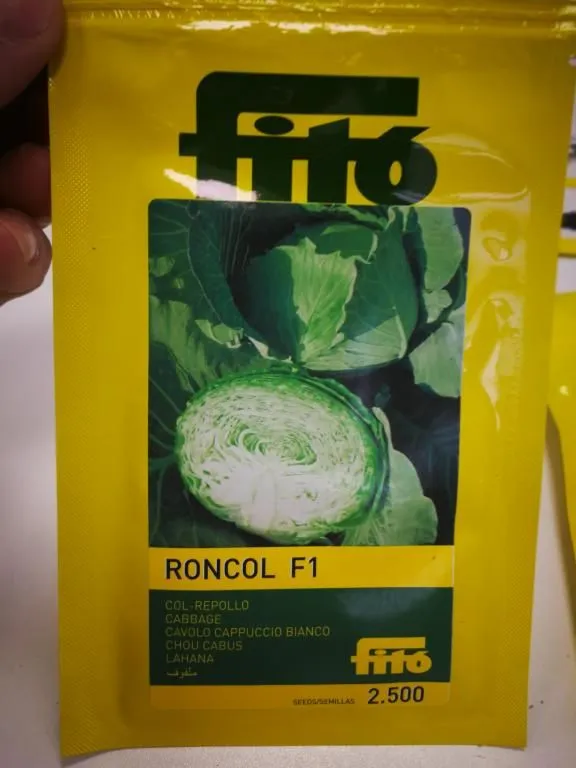 fitó
RONCOL F1
COL-REPOLLO
CABBAGE
CAVOLO CAPPUCCIO BIANCO
CHOU CABUS
LAHANA
ملفوف
fitó
SEEDS/SEMILLAS 2.500